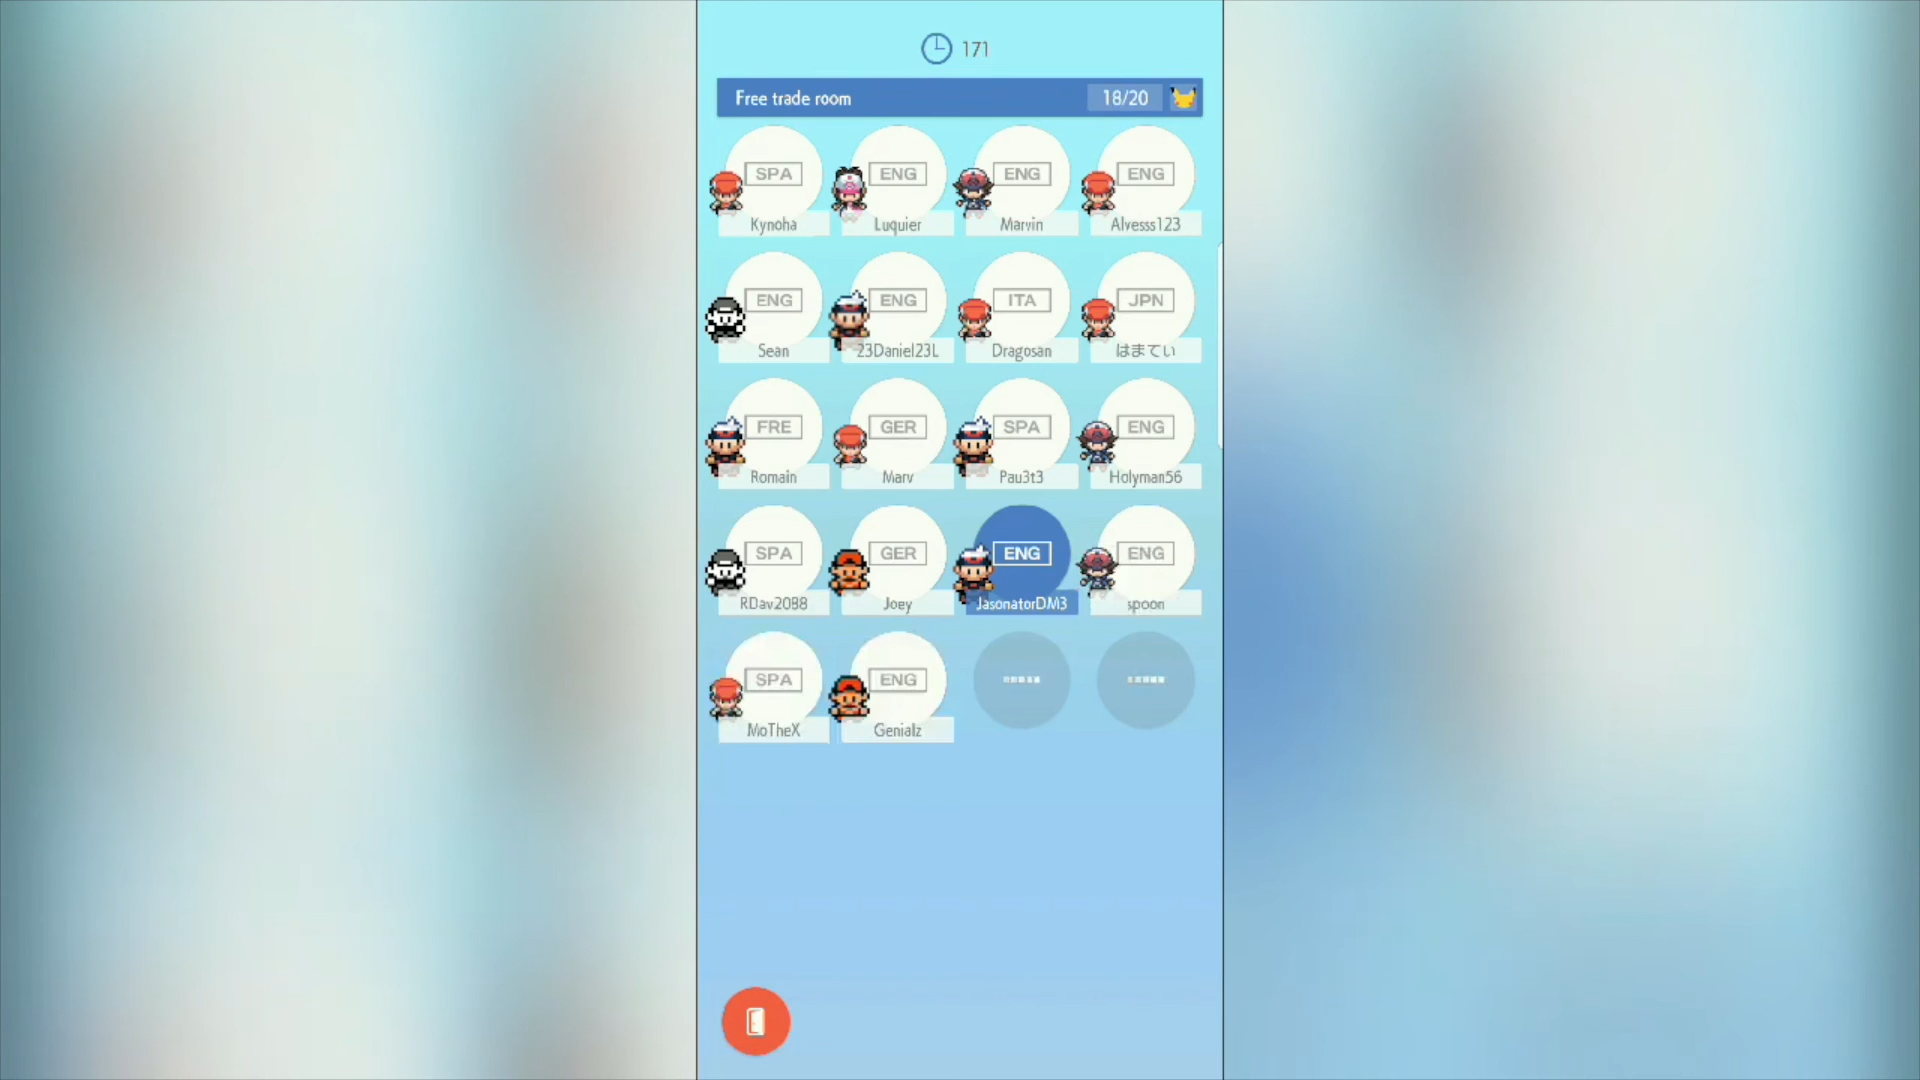 171
Free trade room 18/20
SPA ENG ENG ENG
Kynoha Luquier Marvin Alvesss123
ENG ENG ITA JPN
Sean 23Daniel23L Dragosan はまてい
FRE GER SPA ENG
Romain Marv Pau3t3 Holyman56
SPA GER ENG ENG
RDav2088 Joey JasonatorDM3 spoon
SPA ENG
MoTheX Genialz